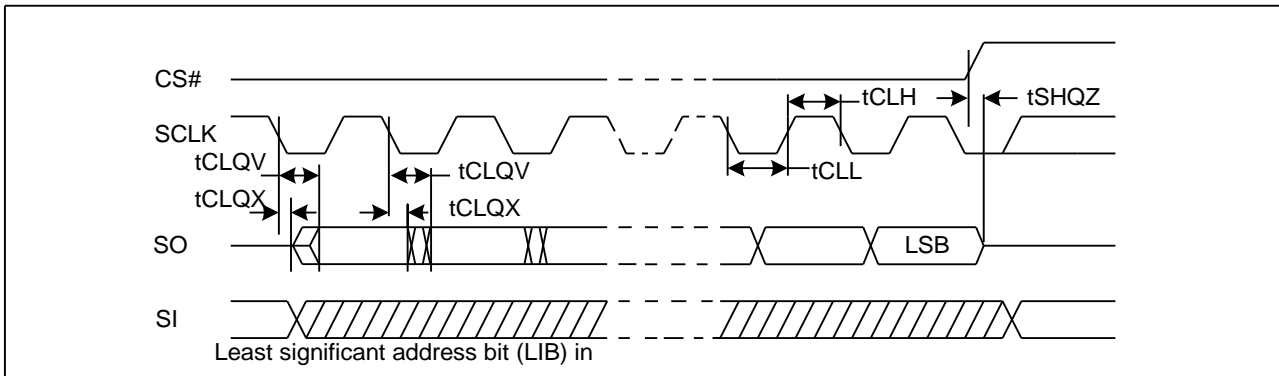 CS#
tCLH
tSHQZ
SCLK
tCLQV
tCLQV
tCLL
tCLQX
tCLQX
SO
LSB
SI
Least significant address bit (LIB) in